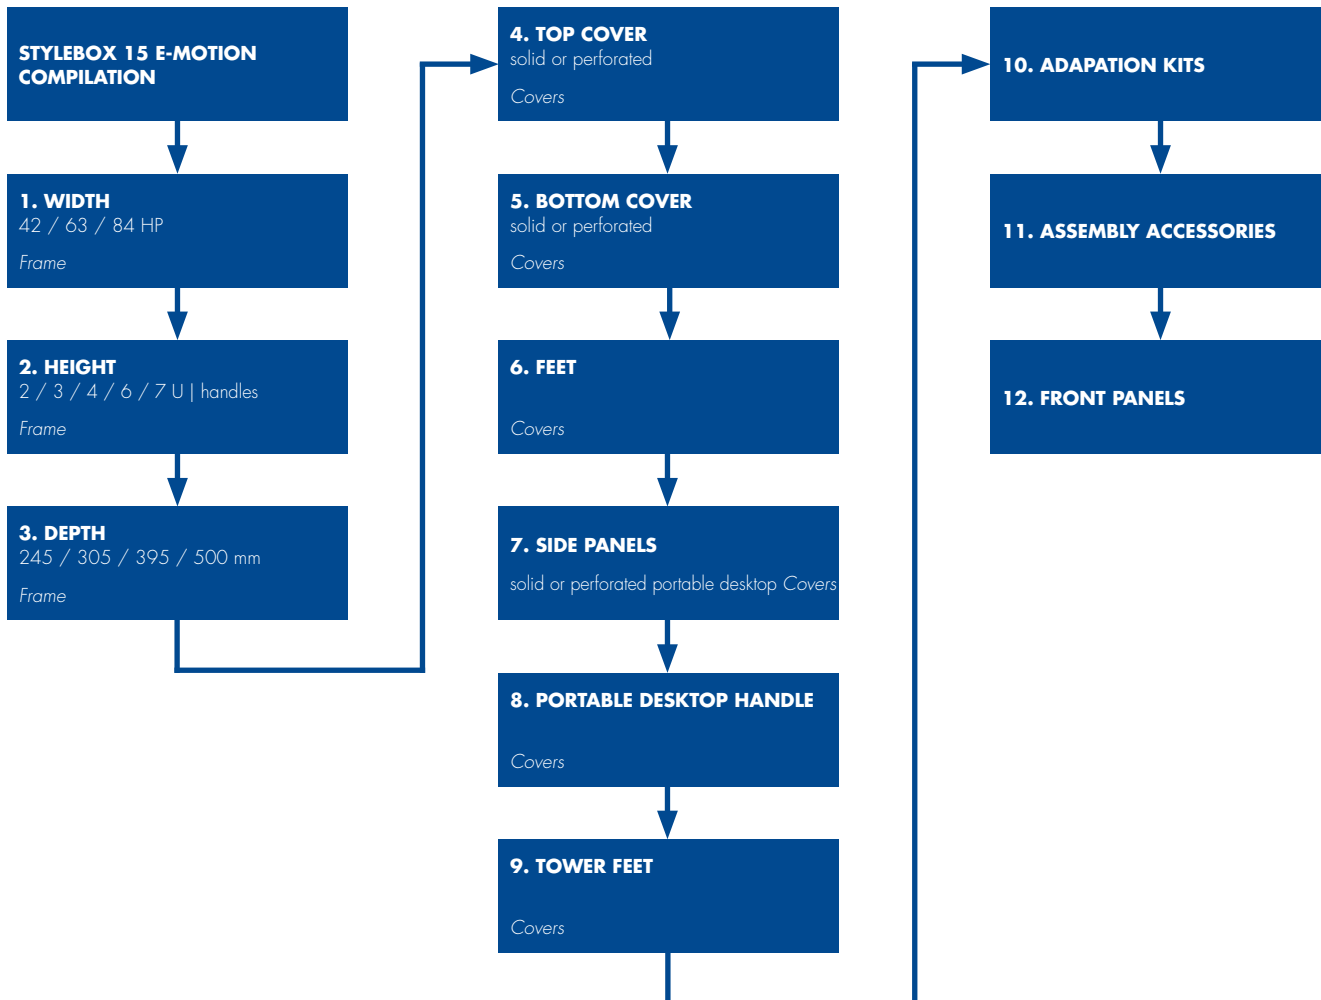 STYLEBOX 15 E-MOTION
COMPILATION
1. WIDTH
42 / 63 / 84 HP
Frame
2. HEIGHT
2 / 3 / 4 / 6 / 7 U | handles
Frame
3. DEPTH
245 / 305 / 395 / 500 mm
Frame
4. TOP COVER
solid or perforated
Covers
5. BOTTOM COVER
solid or perforated
Covers
6. FEET
Covers
7. SIDE PANELS
solid or perforated portable desktop Covers
8. PORTABLE DESKTOP HANDLE
Covers
9. TOWER FEET
Covers
10. ADAPATION KITS
11. ASSEMBLY ACCESSORIES
12. FRONT PANELS